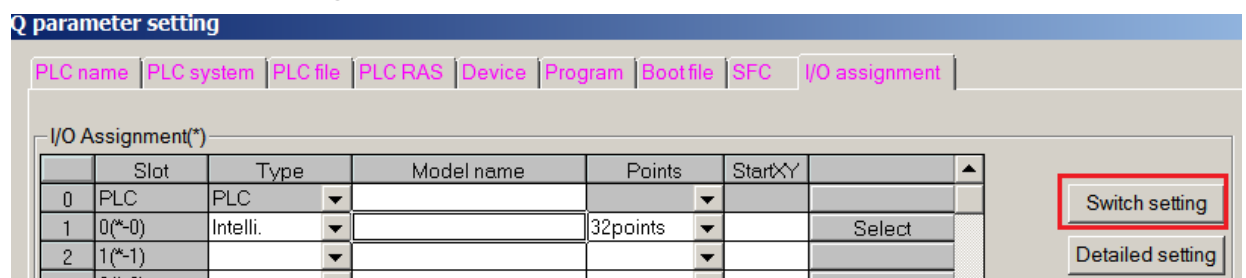 Q parameter setting
PLC name PLC system PLC file PLC RAS Device Program Boot file SFC I/O assignment
I/O Assignment(*)
Slot Type Model name Points StartXY
0 PLC PLC
Switch setting
1 0(*-0) Intelli. 32points Select
2 1(*-1)
Detailed setting